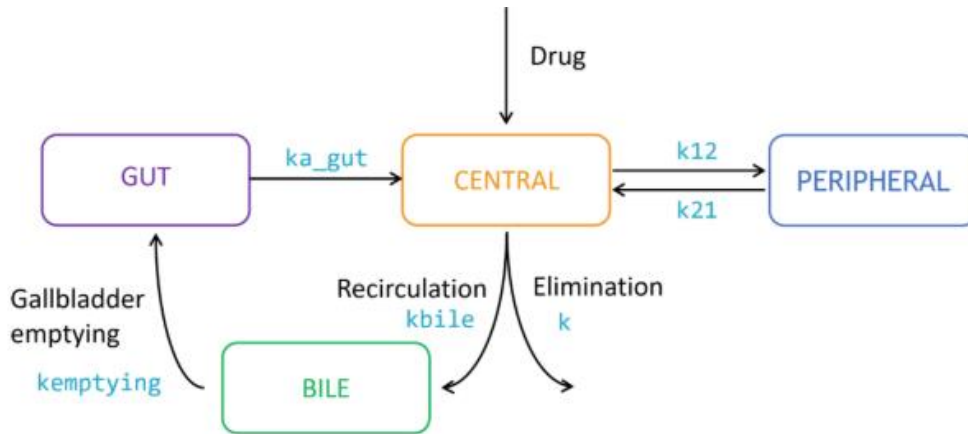 Drug
GUT
ka_gut
CENTRAL
k12
k21
PERIPHERAL
Gallbladder
emptying
kemptying
Recirculation
kbile
Elimination
k
BILE